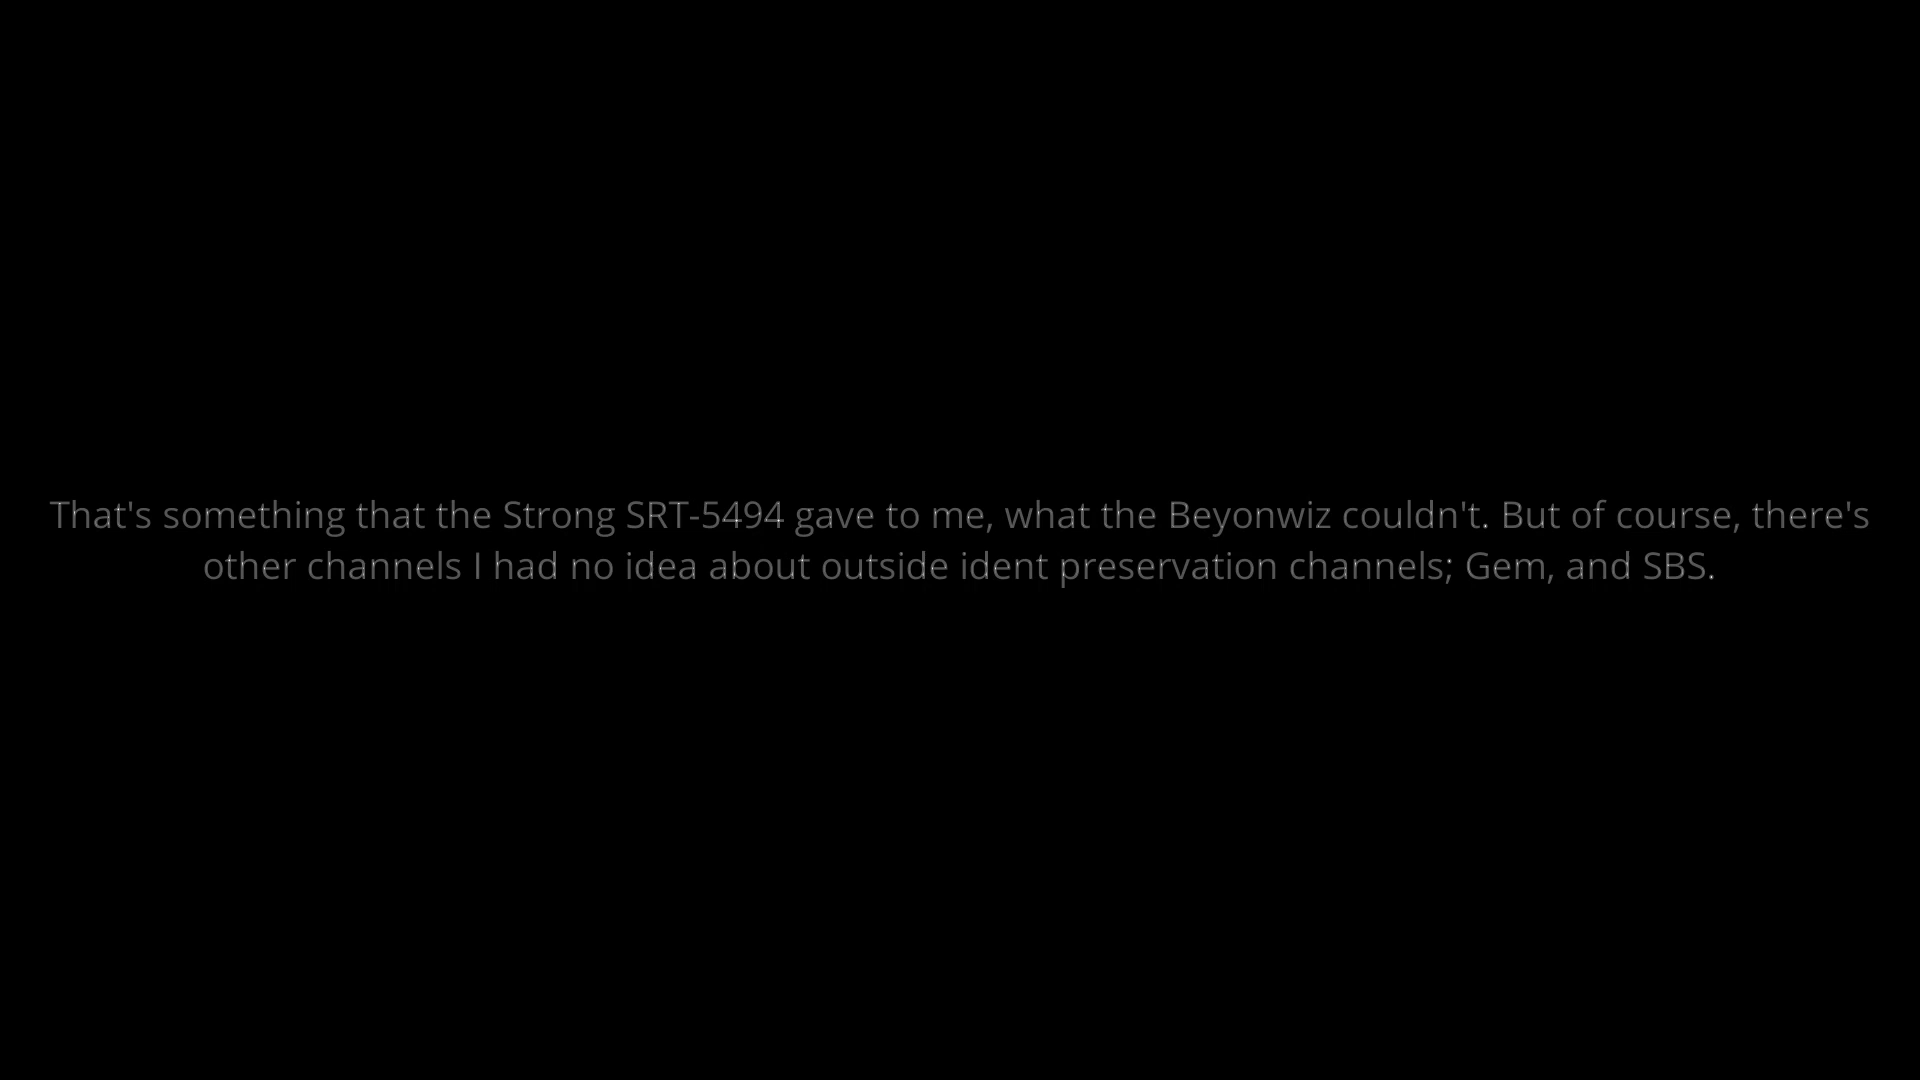 That's something that the Strong SRT-5494 gave to me, what the Beyonwiz couldn't. But of course, there's
other channels I had no idea about outside ident preservation channels; Gem, and SBS.